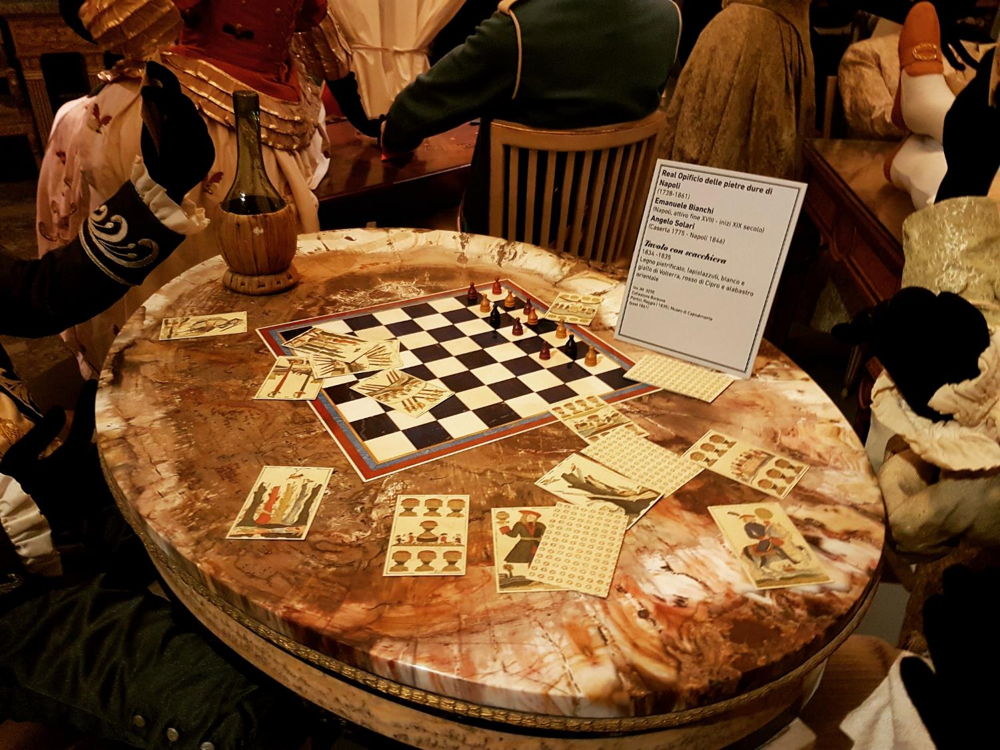 Real Opificio delle pietre dure di
Napoli
(1738-1861)
Emanuele Bianchi
(Napoli, attivo fine XVIII - inizi XIX secolo)
Angelo Solari
(Caserta 1775 - Napoli 1846)
Tavolo con scacchiera
1834 -1835
Legno pietrificato, lapislazzuli, bianco e
giallo di Volterra, rosso di Cipro e alabastro
orientale
Inv. IM. 3290
Collezione Borbone
Portici, Reggia ( 1835); Museo di Capodimonte
(post 1861)